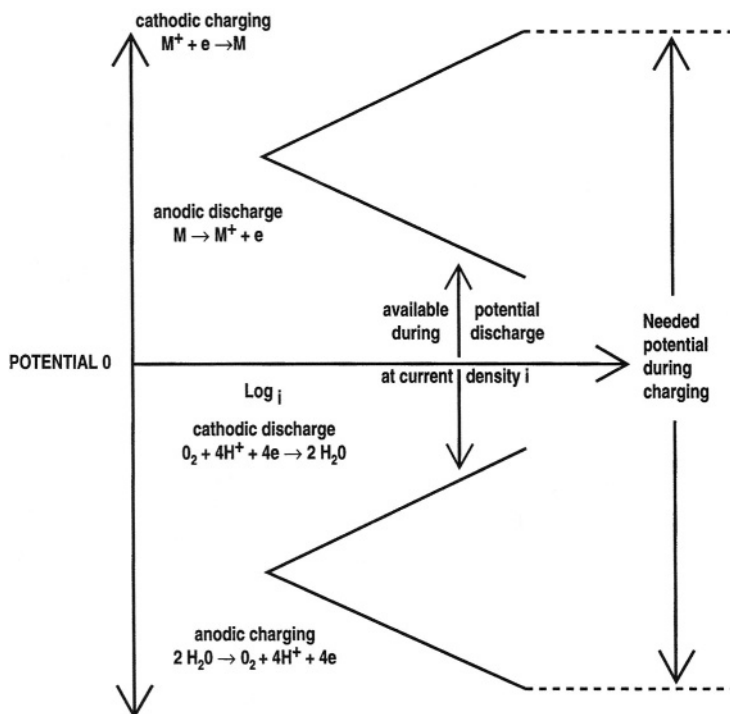 cathodic charging
M⁺ + e → M
anodic discharge
M → M⁺ + e
available potential
during discharge
Needed
potential
during
charging
POTENTIAL 0
at current density i
Log i
cathodic discharge
O₂ + 4H⁺ + 4e → 2 H₂O
anodic charging
2 H₂O → O₂ + 4H⁺ + 4e